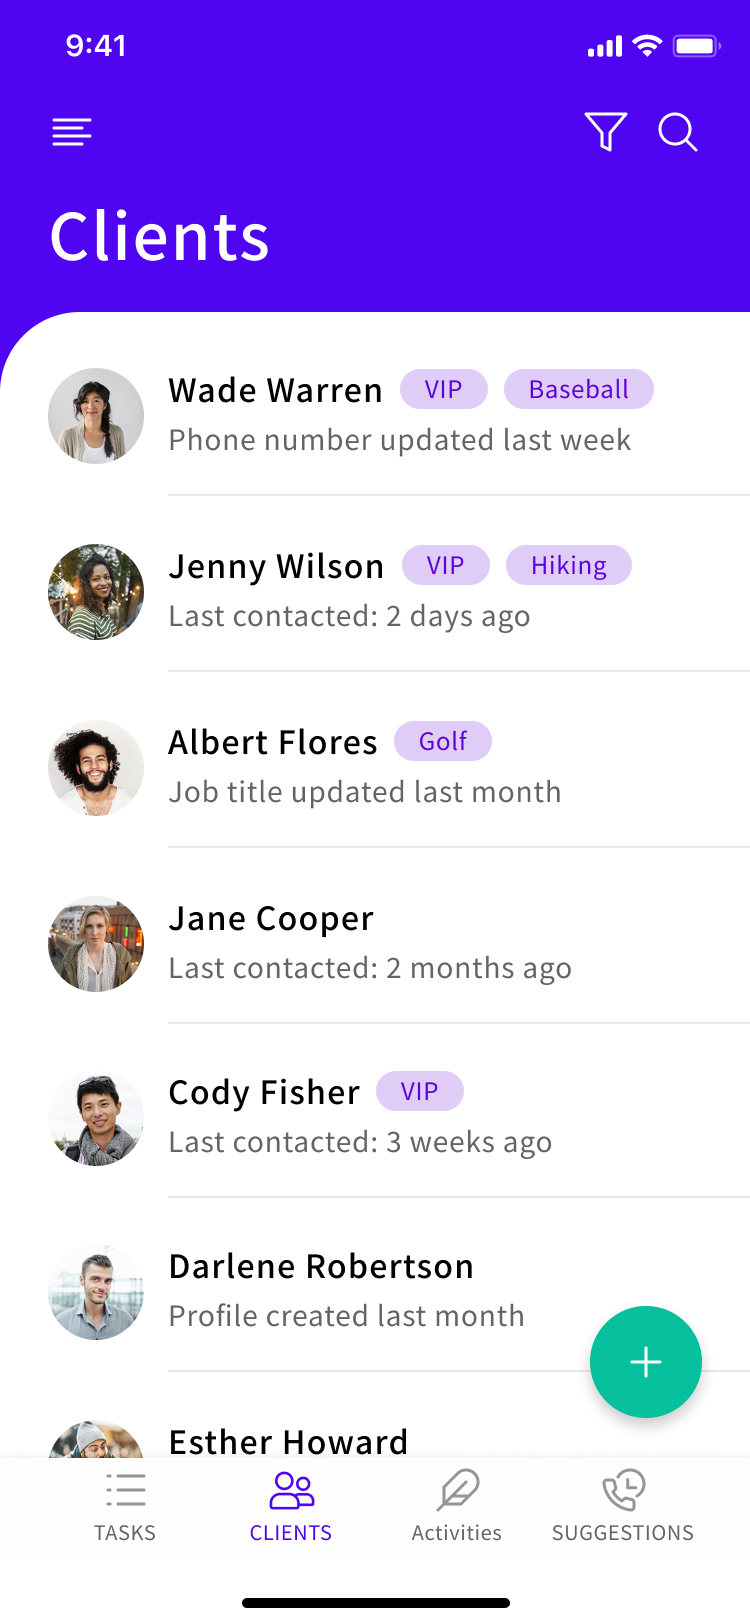 9:41
Clients
Wade Warren VIP Baseball
Phone number updated last week
Jenny Wilson VIP Hiking
Last contacted: 2 days ago
Albert Flores Golf
Job title updated last month
Jane Cooper
Last contacted: 2 months ago
Cody Fisher VIP
Last contacted: 3 weeks ago
Darlene Robertson
Profile created last month
Esther Howard
TASKS CLIENTS Activities SUGGESTIONS